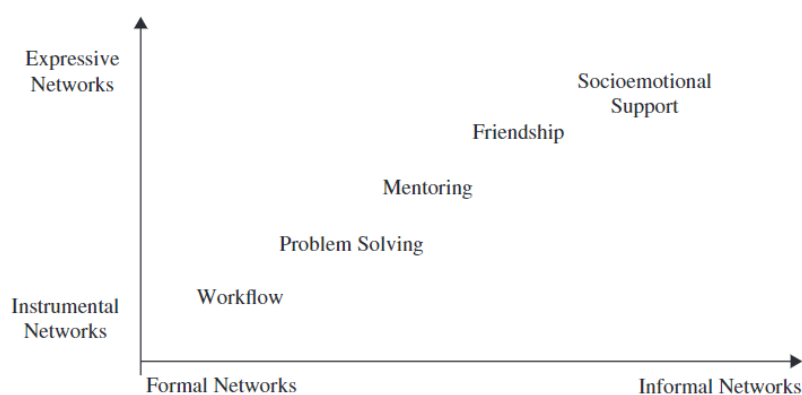 Expressive
Networks
Socioemotional
Support
Friendship
Mentoring
Problem Solving
Workflow
Instrumental
Networks
Formal Networks
Informal Networks